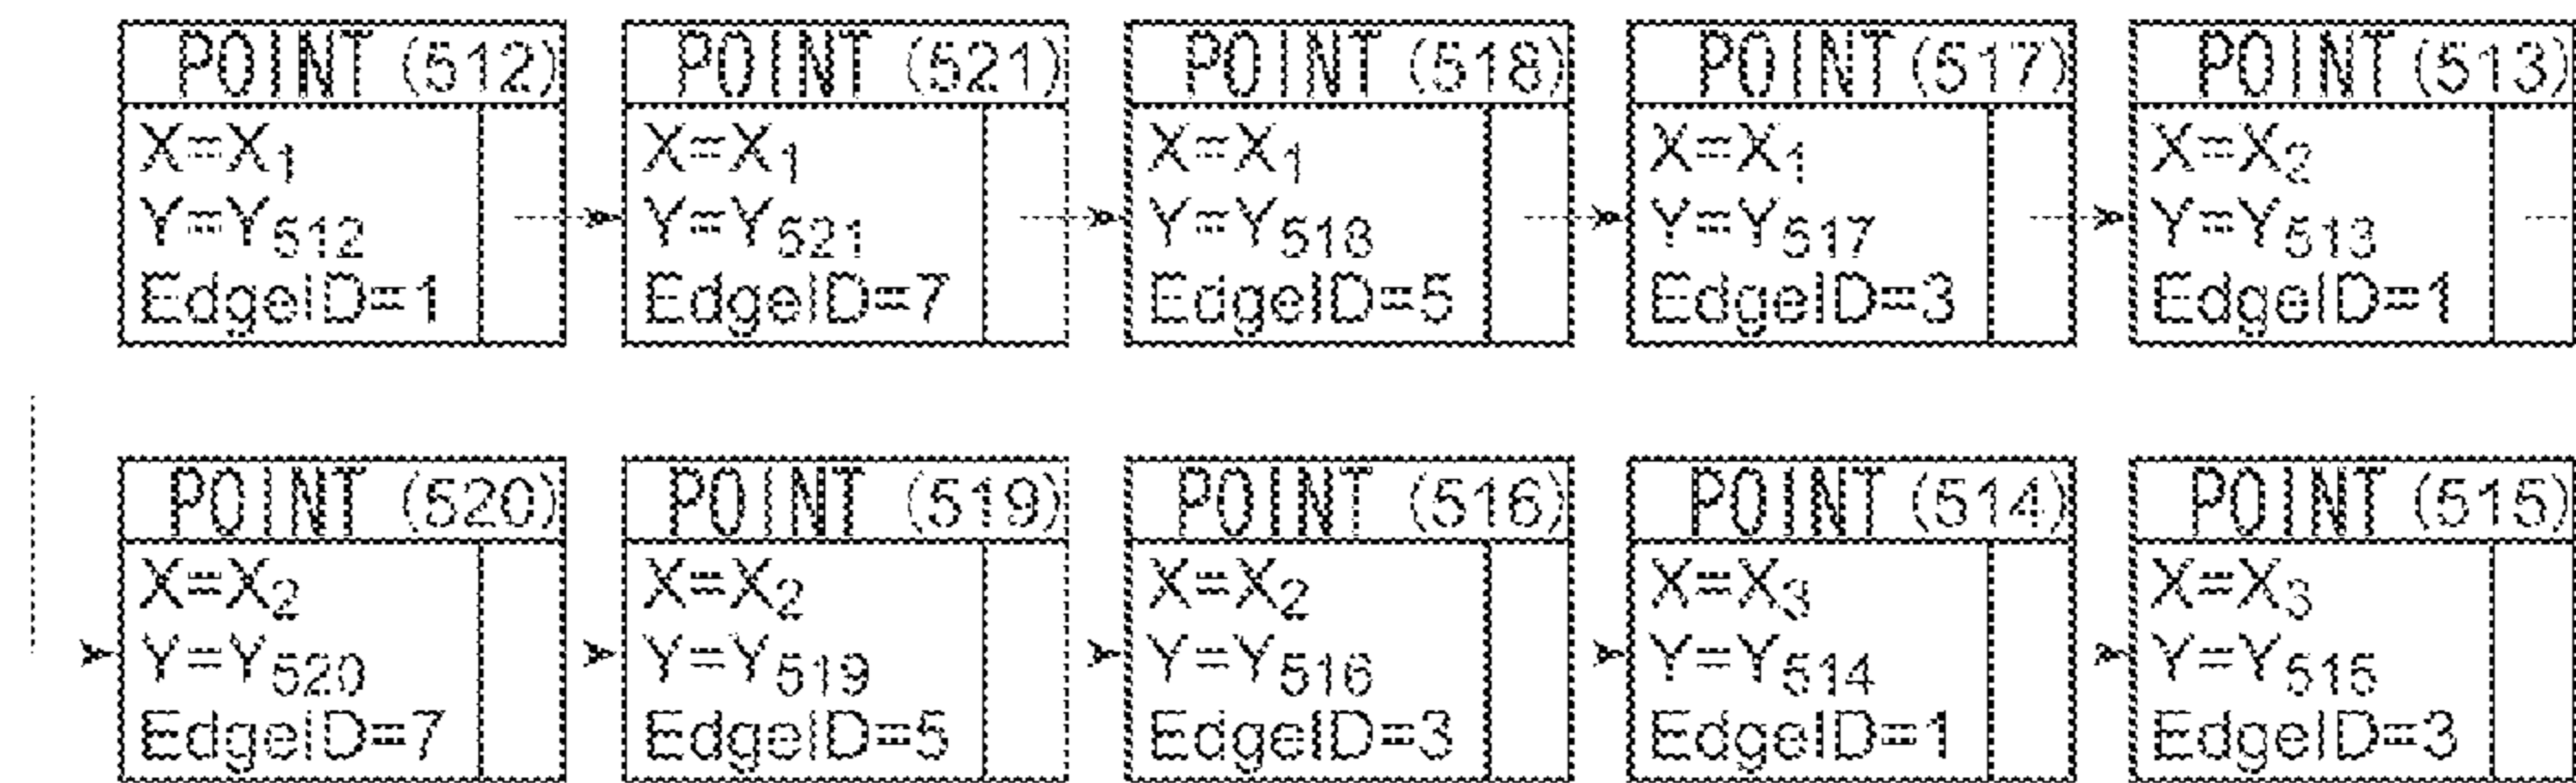 POINT (512)
X=X1
Y=Y512
EdgeID=1
POINT (521)
X=X1
Y=Y521
EdgeID=7
POINT (518)
X=X1
Y=Y518
EdgeID=5
POINT (517)
X=X1
Y=Y517
EdgeID=3
POINT (513)
X=X2
Y=Y513
EdgeID=1
POINT (520)
X=X2
Y=Y520
EdgeID=7
POINT (519)
X=X2
Y=Y519
EdgeID=5
POINT (516)
X=X2
Y=Y516
EdgeID=3
POINT (514)
X=X3
Y=Y514
EdgeID=1
POINT (515)
X=X3
Y=Y515
EdgeID=3